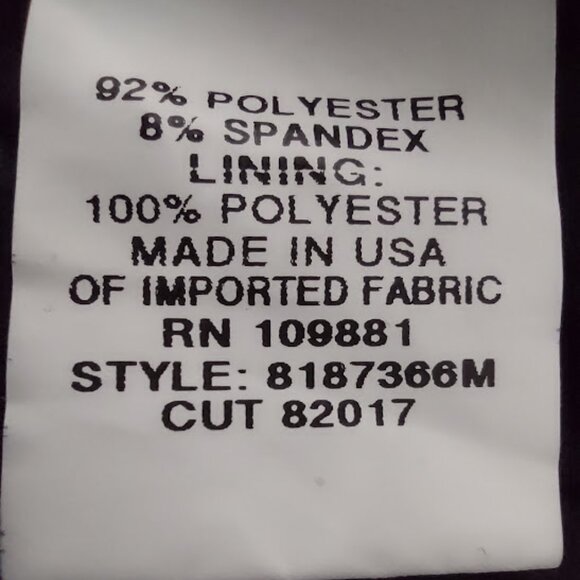 92% POLYESTER
8% SPANDEX
LINING:
100% POLYESTER
MADE IN USA
OF IMPORTED FABRIC
RN 109881
STYLE: 8187366M
CUT 82017